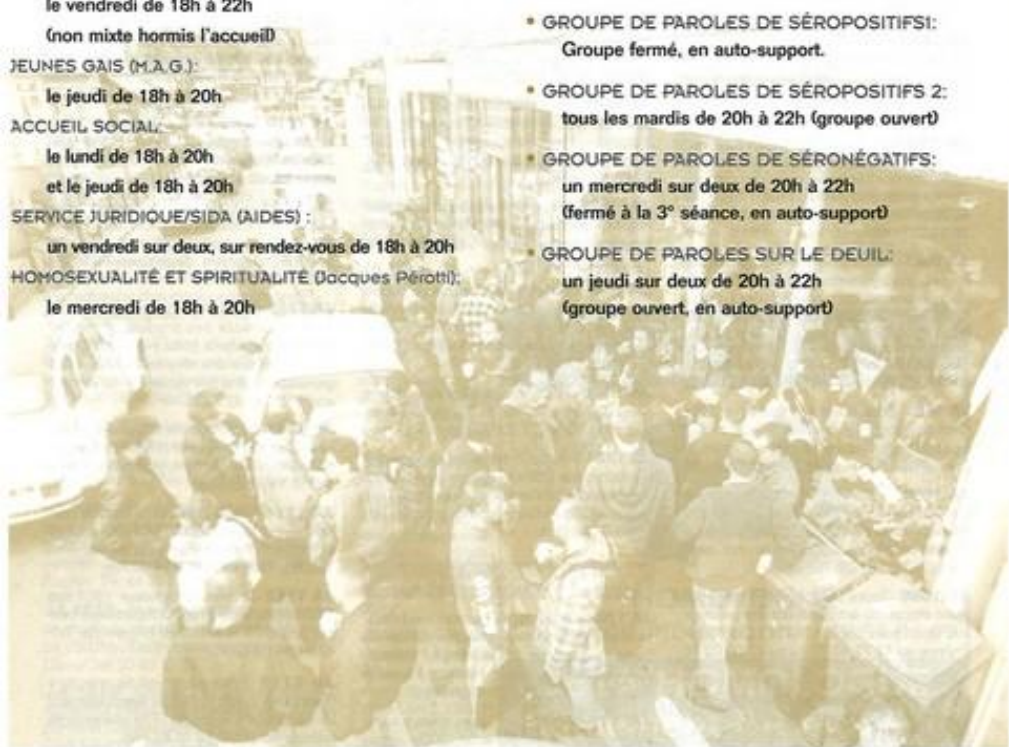 le vendredi de 18h à 22h
(non mixte hormis l'accueil)
JEUNES GAIS (M.A.G.):
le jeudi de 18h à 20h
ACCUEIL SOCIAL:
le lundi de 18h à 20h
et le jeudi de 18h à 20h
SERVICE JURIDIQUE/SIDA (AIDES) :
un vendredi sur deux, sur rendez-vous de 18h à 20h
HOMOSEXUALITÉ ET SPIRITUALITÉ (Jacques Pérotti):
le mercredi de 18h à 20h
• GROUPE DE PAROLES DE SÉROPOSITIFS1:
Groupe fermé, en auto-support.
• GROUPE DE PAROLES DE SÉROPOSITIFS 2:
tous les mardis de 20h à 22h (groupe ouvert)
• GROUPE DE PAROLES DE SÉRONÉGATIFS:
un mercredi sur deux de 20h à 22h
(fermé à la 3° séance, en auto-support)
• GROUPE DE PAROLES SUR LE DEUIL:
un jeudi sur deux de 20h à 22h
(groupe ouvert, en auto-support)